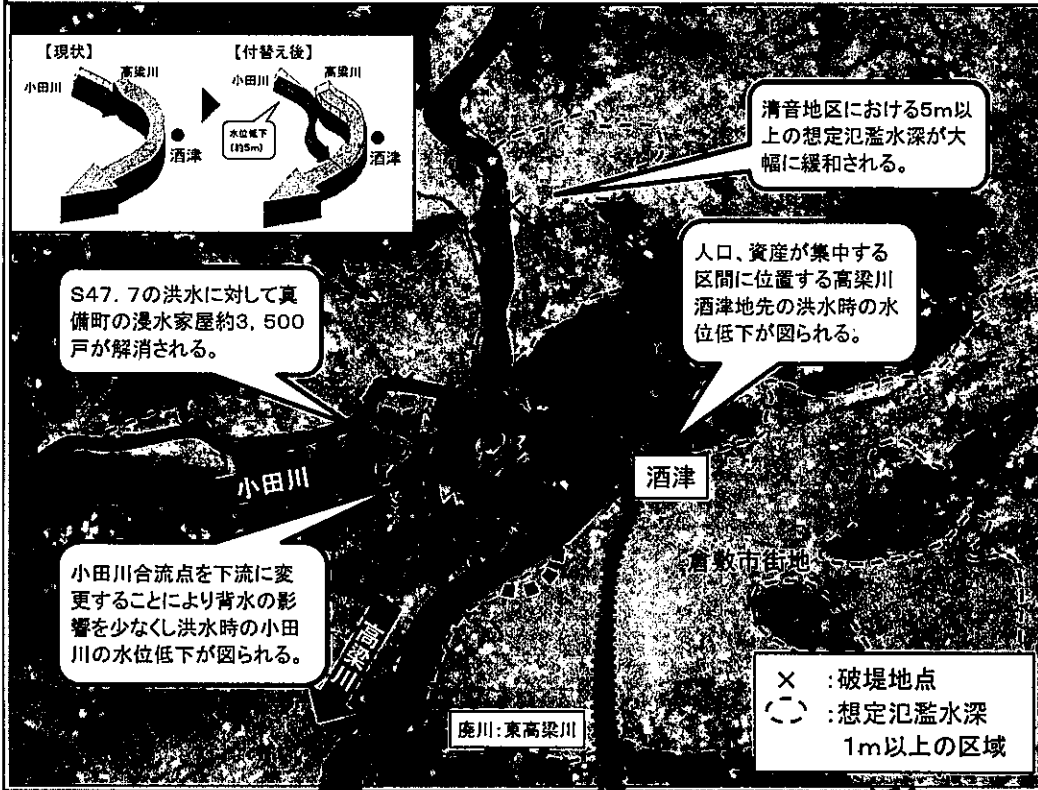 【現状】
高梁川
小田川
酒津
【付替え後】
小田川
高梁川
水位低下
(約5m)
酒津
清音地区における5m以
上の想定氾濫水深が大
幅に緩和される。
人口、資産が集中する
区間に位置する高梁川
酒津地先の洪水時の水
位低下が図られる。
S47.7の洪水に対して真
備町の浸水家屋約3,500
戸が解消される。
小田川
酒津
倉敷市街地
小田川合流点を下流に変
更することにより背水の影
響を少なくし洪水時の小田
川の水位低下が図られる。
高梁川
廃川:東高梁川
×:破堤地点
:想定氾濫水深
1m以上の区域